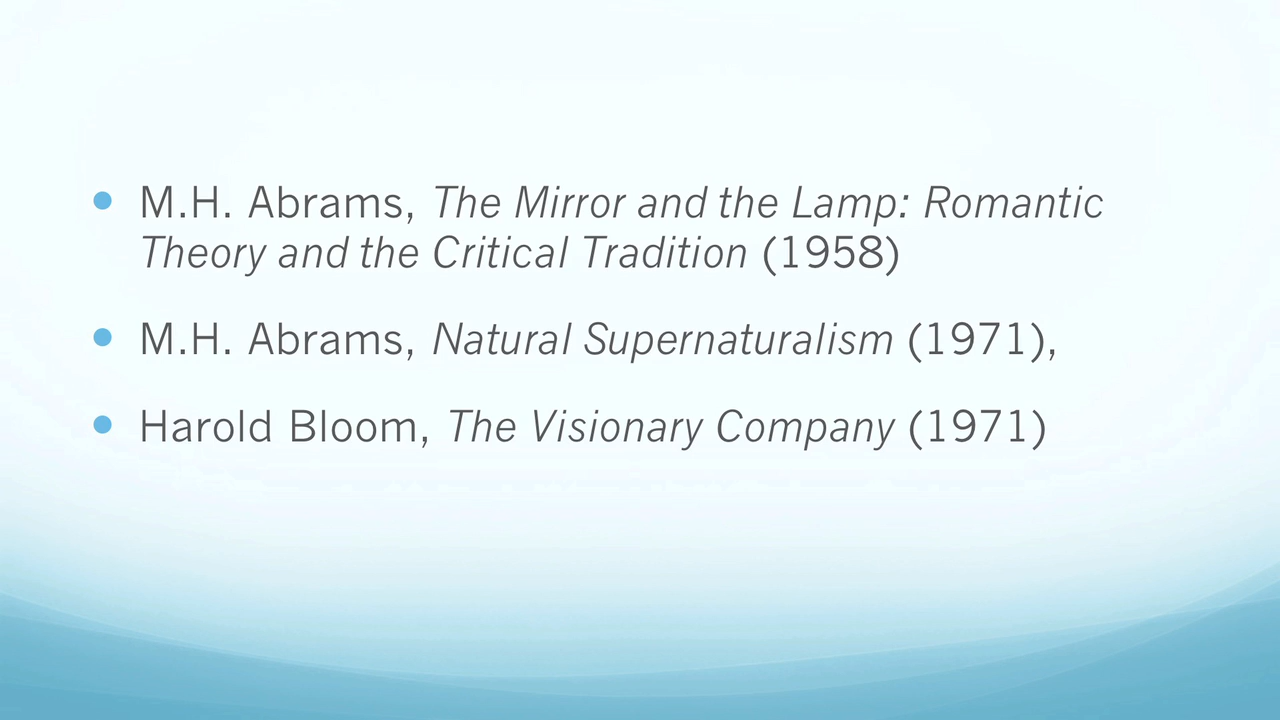 M.H. Abrams, The Mirror and the Lamp: Romantic
Theory and the Critical Tradition (1958)
M.H. Abrams, Natural Supernaturalism (1971),
Harold Bloom, The Visionary Company (1971)